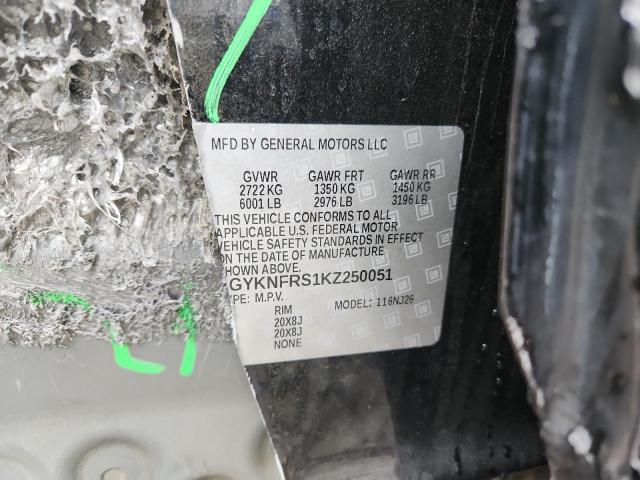 MFD BY GENERAL MOTORS LLC
GVWR GAWR FRT GAWR RR
2722 KG 1350 KG 1450 KG
6001 LB 2976 LB 3196 LB
THIS VEHICLE CONFORMS TO ALL
APPLICABLE U.S. FEDERAL MOTOR
VEHICLE SAFETY STANDARDS IN EFFECT
ON THE DATE OF MANUFACTURE
SHOWN ABOVE.
GYKNFRS1KZ250051
TYPE: M.P.V. MODEL: 116NJ26
RIM
20X8J
20X8J
NONE